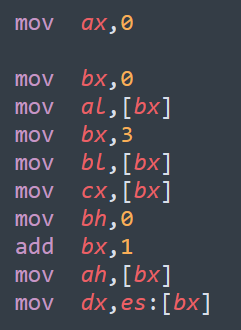 mov  ax,0

mov  bx,0
mov  al,[bx]
mov  bx,3
mov  bl,[bx]
mov  cx,[bx]
mov  bh,0
add  bx,1
mov  ah,[bx]
mov  dx,es:[bx]